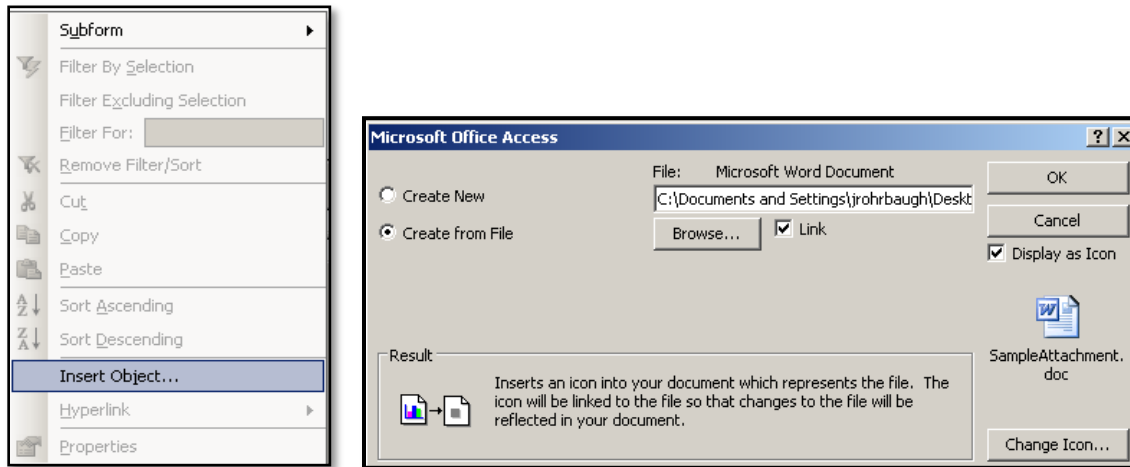 Subform
Filter By Selection
Filter Excluding Selection
Filter For:
Remove Filter/Sort
Cut
Copy
Paste
Sort Ascending
Sort Descending
Insert Object...
Hyperlink
Properties
Microsoft Office Access
Create New
Create from File
File: Microsoft Word Document
C:\Documents and Settings\jrohrbaugh\Deskt
Browse...
Link
OK
Cancel
Display as Icon
SampleAttachment.
doc
Change Icon...
Result
Inserts an icon into your document which represents the file. The
icon will be linked to the file so that changes to the file will be
reflected in your document.